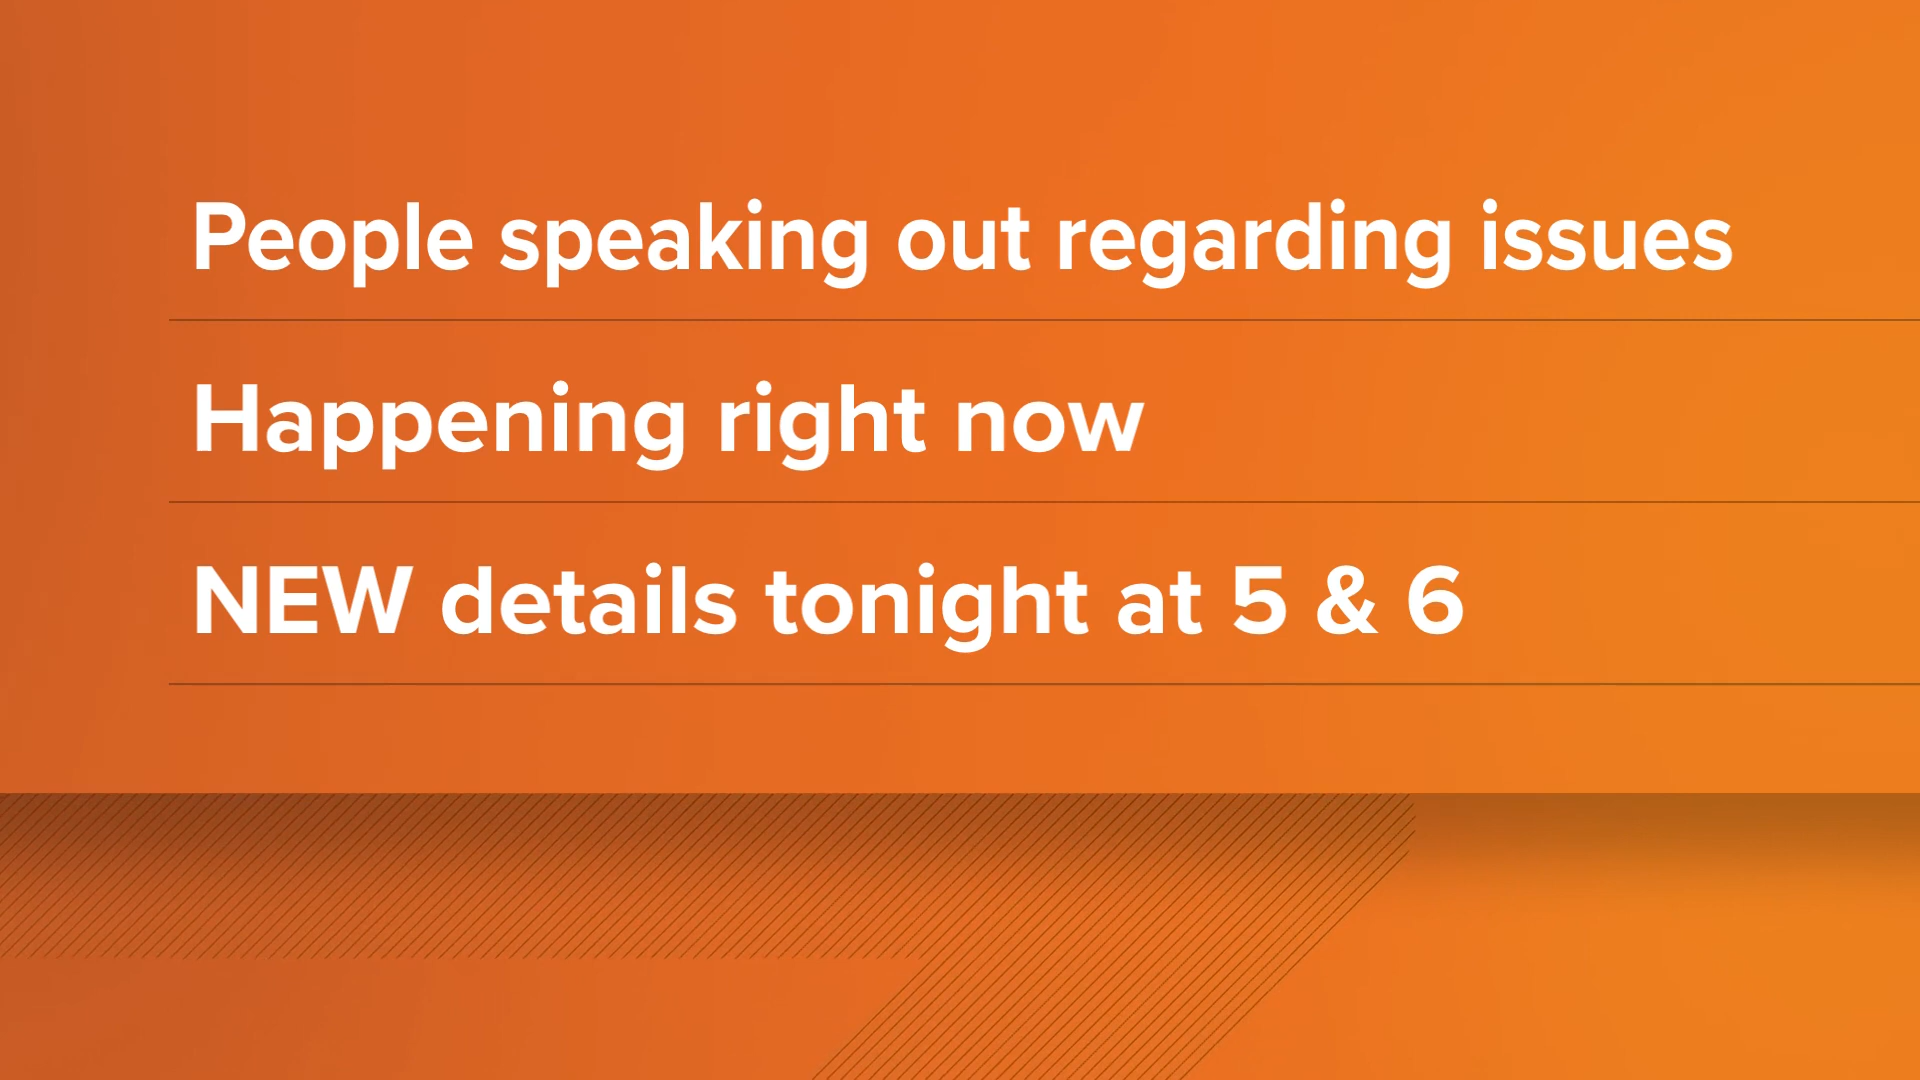 People speaking out regarding issues
Happening right now
NEW details tonight at 5 & 6